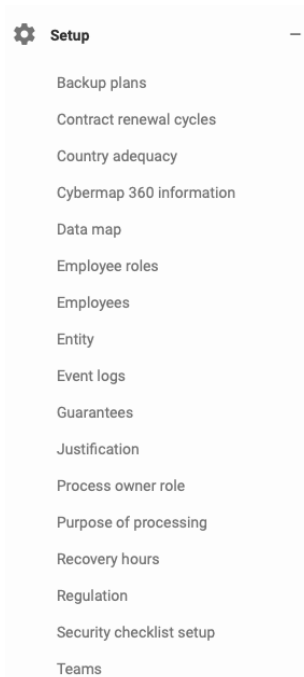 Setup
Backup plans
Contract renewal cycles
Country adequacy
Cybermap 360 information
Data map
Employee roles
Employees
Entity
Event logs
Guarantees
Justification
Process owner role
Purpose of processing
Recovery hours
Regulation
Security checklist setup
Teams